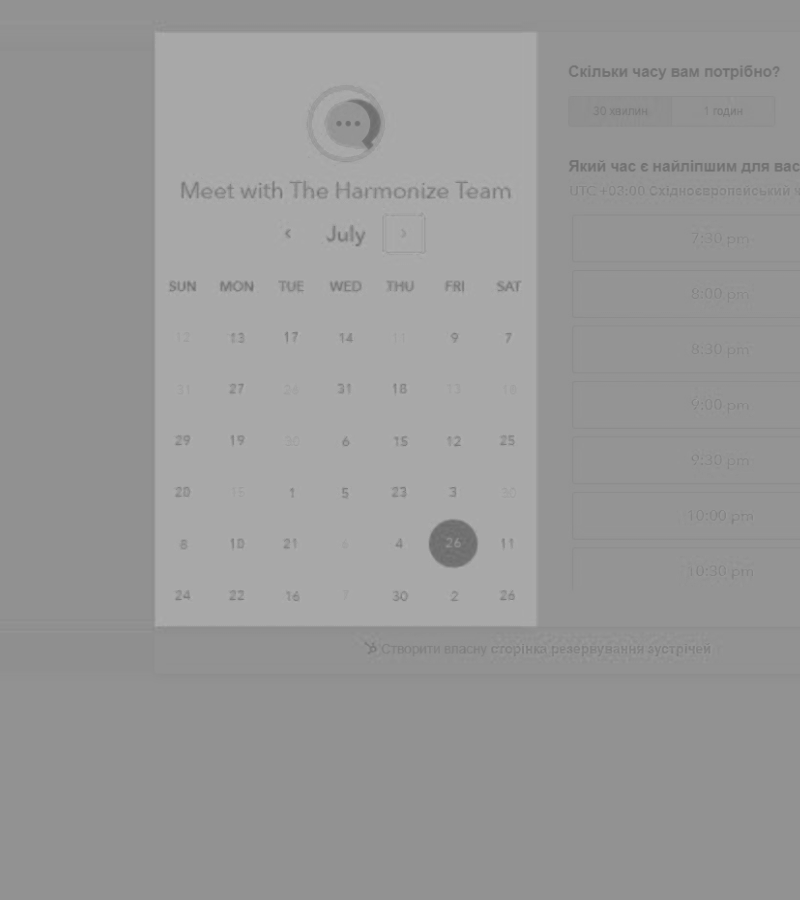 Meet with The Harmonize Team
July
SUN MON TUE WED THU FRI SAT
12 13 17 14 11 9 7
31 27 26 31 18 13 18
29 19 30 6 15 12 25
28 15 1 5 23 3 30
8 10 21 4 4 26 11
24 22 16 7 30 2 26
Скільки часу вам потрібно?
30 хвилин 1 годин
Який час є найліпшим для вас
UTC +03:00 Східноєвропейський
7:30 pm
8:00 pm
8:30 pm
9:00 pm
9:30 pm
10:00 pm
10:30 pm
Створити власну сторінка резервування зустрічей